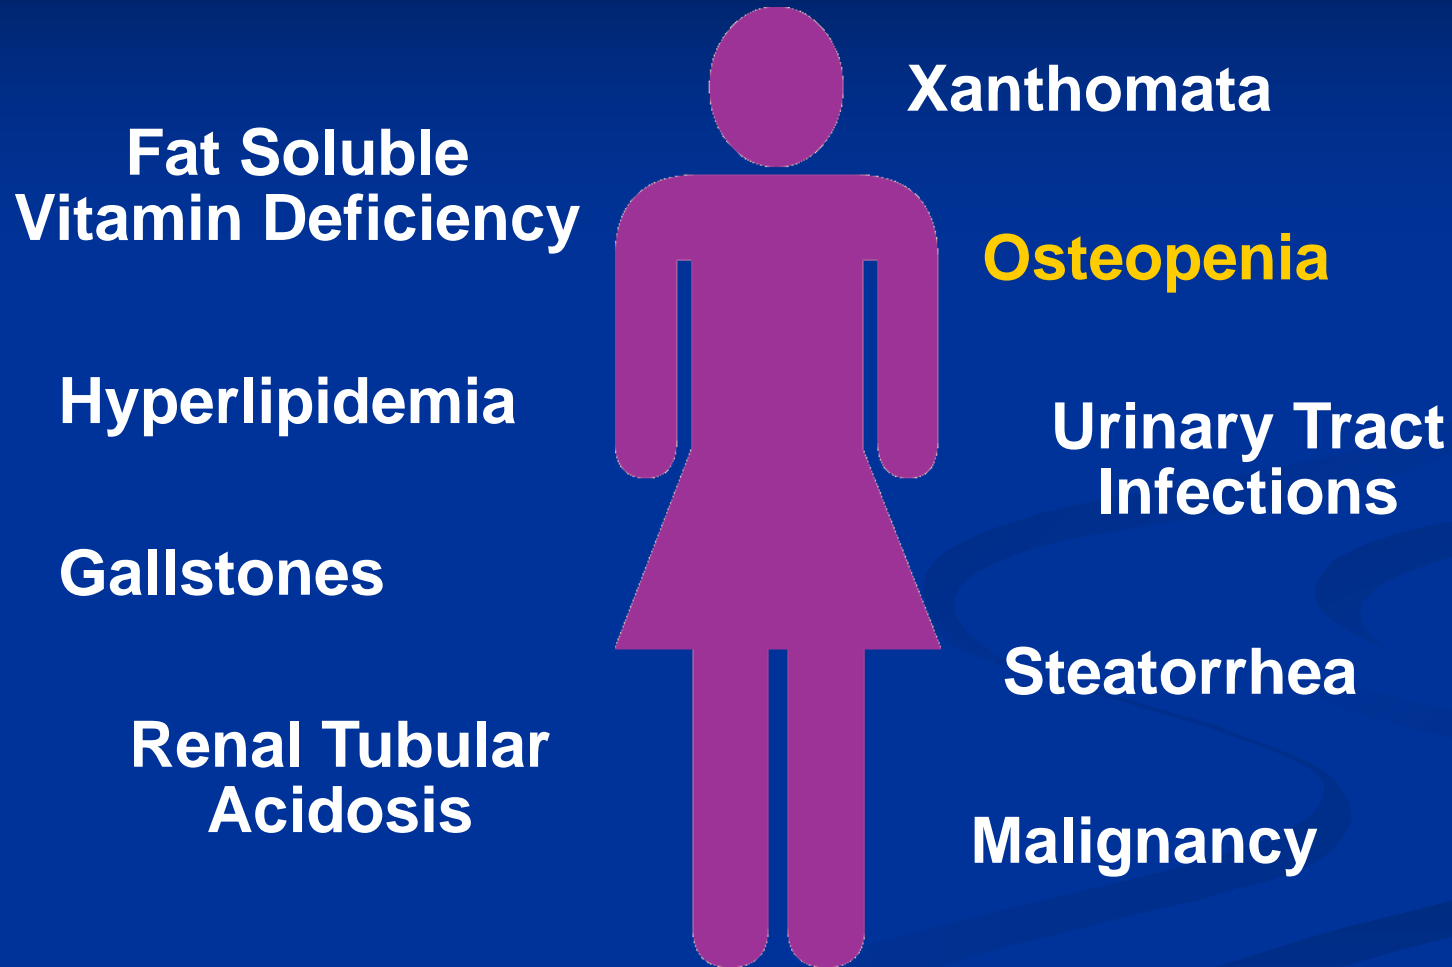 Fat Soluble
Vitamin Deficiency
Hyperlipidemia
Gallstones
Renal Tubular
Acidosis
Xanthomata
Osteopenia
Urinary Tract
Infections
Steatorrhea
Malignancy